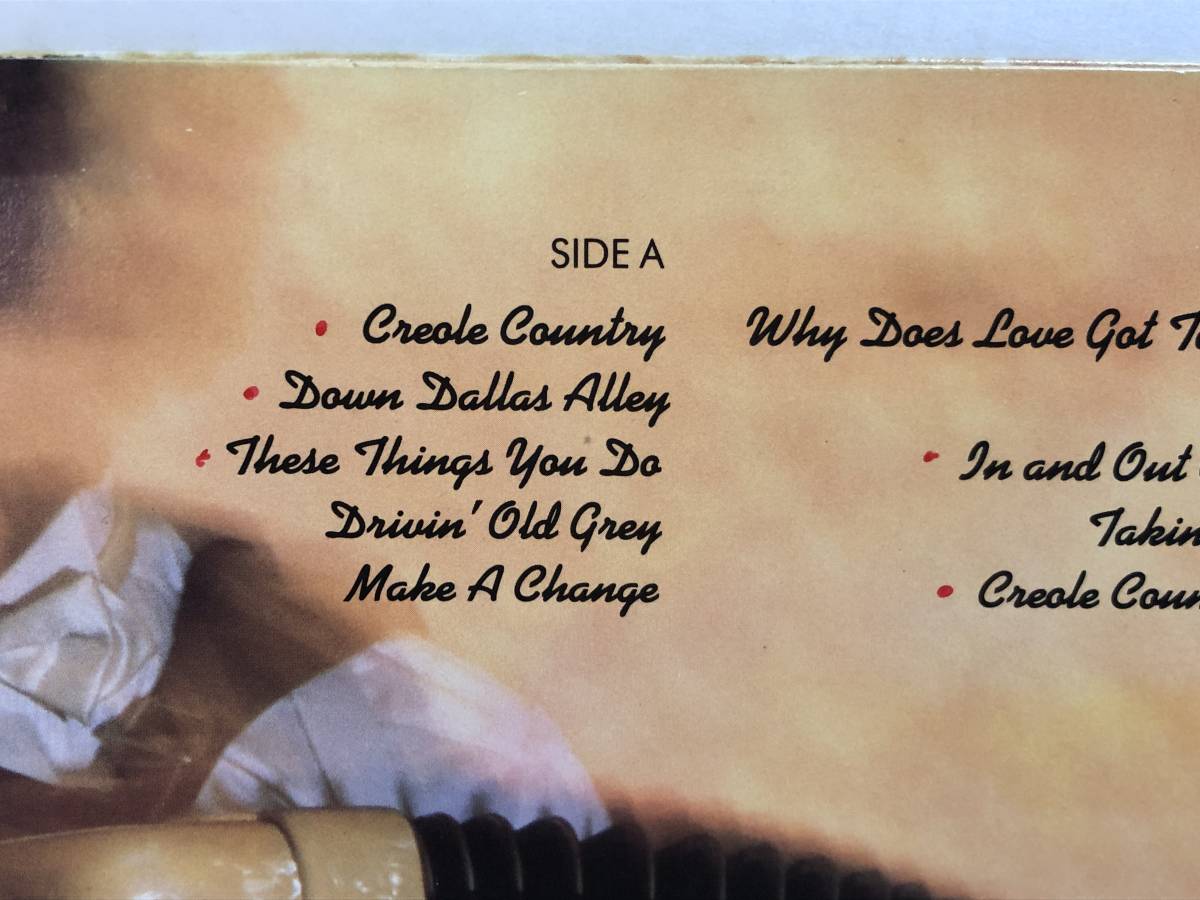 SIDE A
Creole Country
Down Dallas Alley
These Things You Do
Drivin' Old Grey
Make A Change
Why Does Love Got
In and Out
Creole